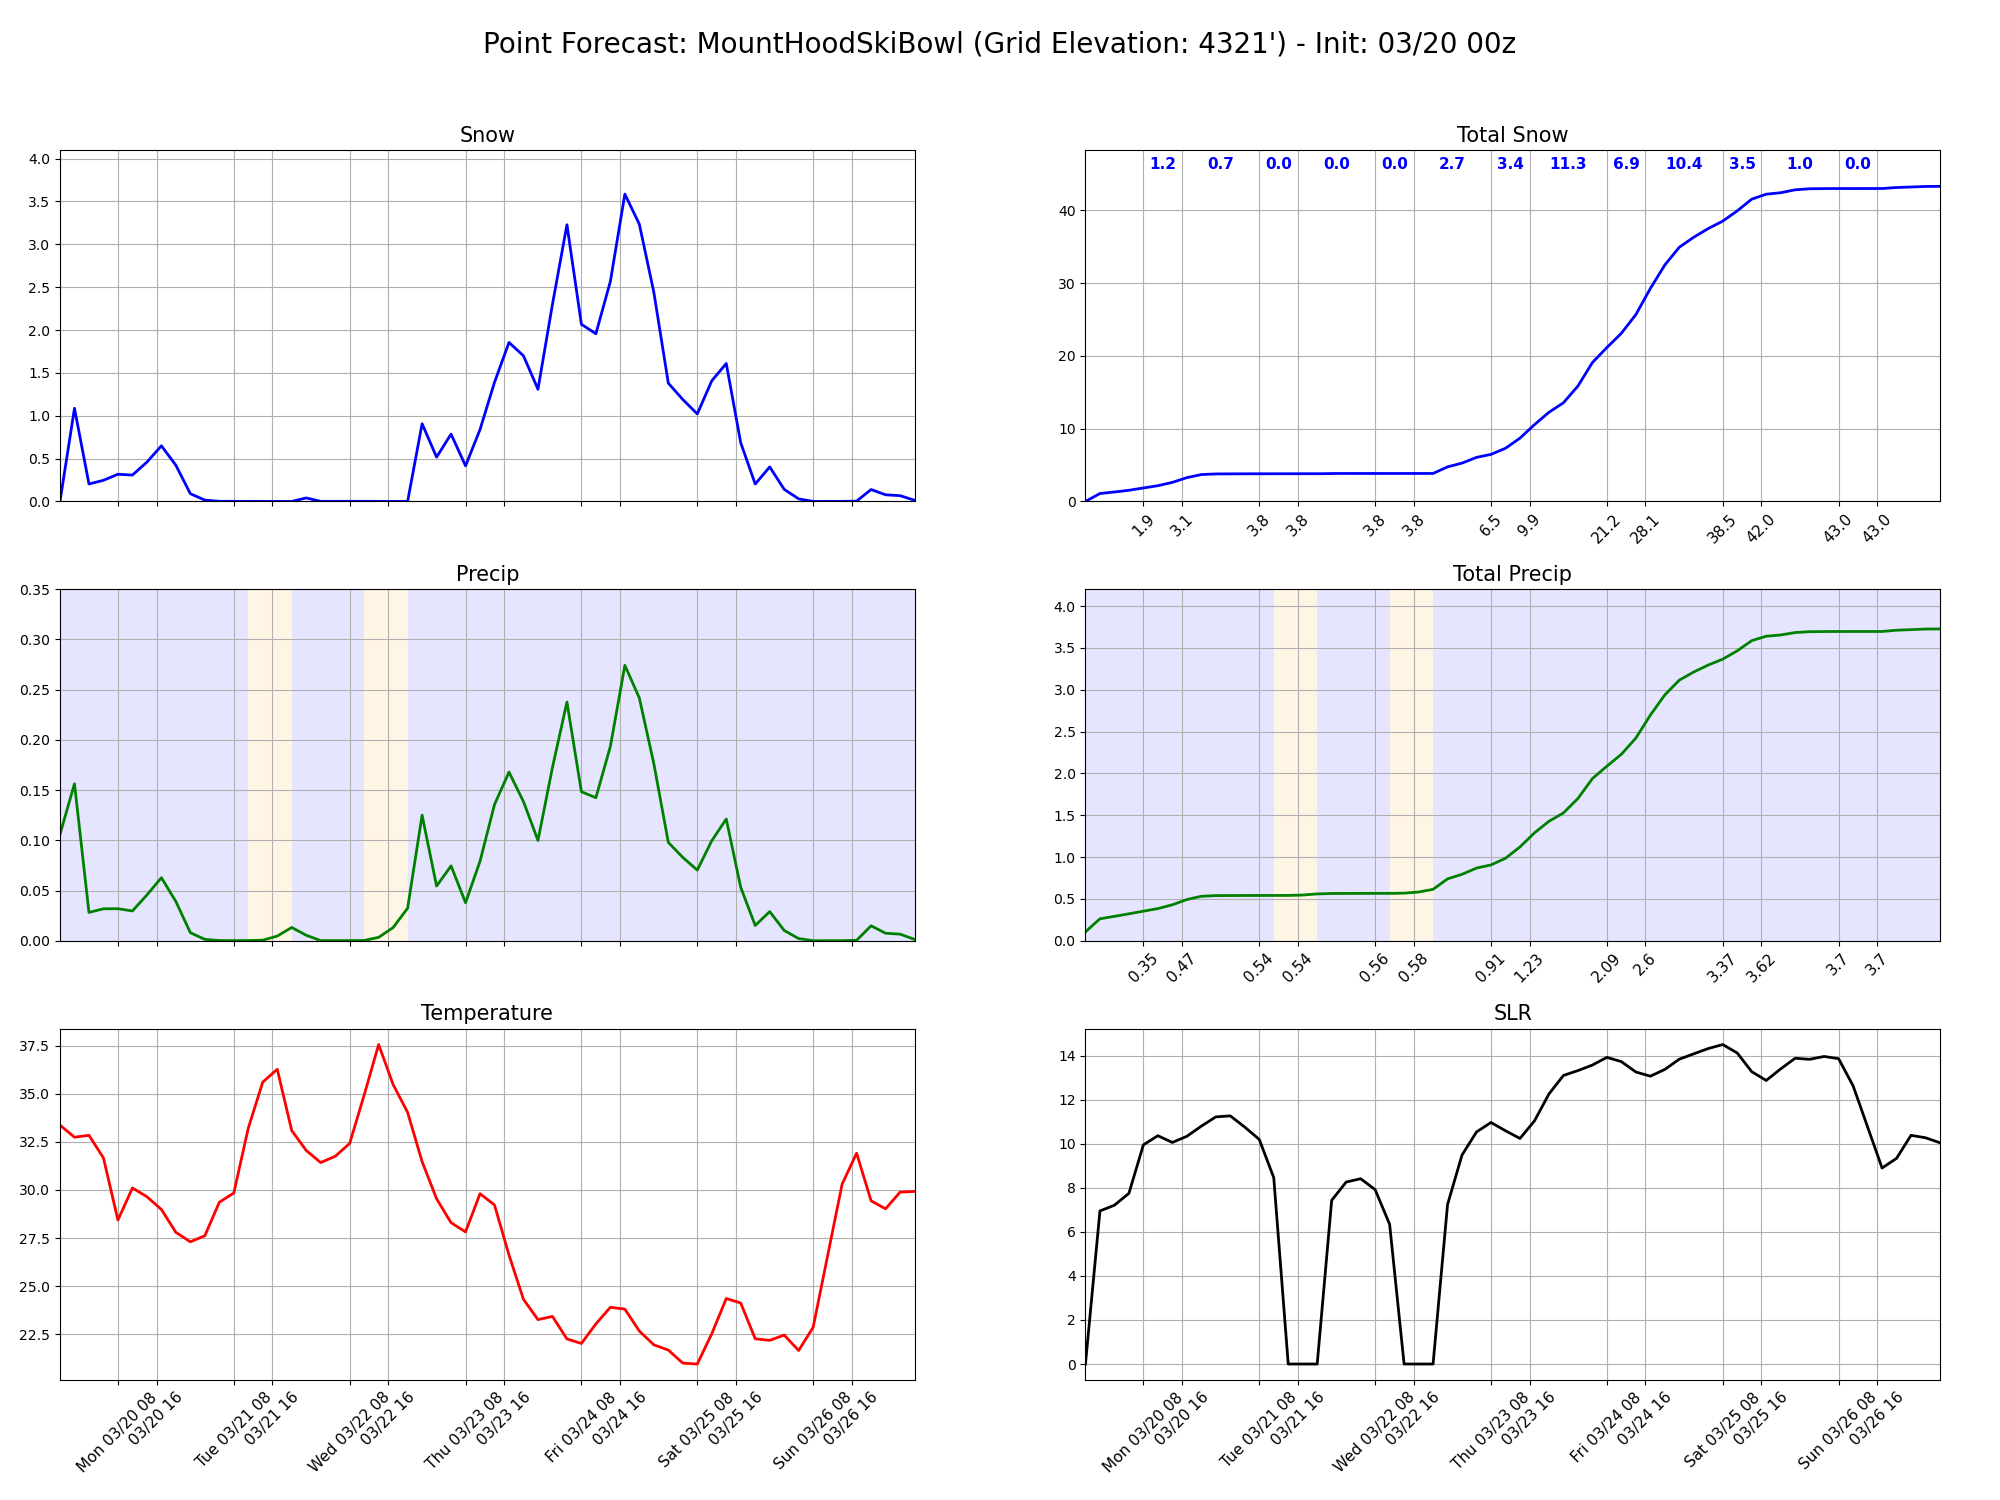 Point Forecast: MountHoodSkiBowl (Grid Elevation: 4321') - Init: 03/20 00z
Snow
4.0
3.5
3.0
2.5
2.0
1.5
1.0
0.5
0.0
Total Snow
1.2 0.7 0.0 0.0 0.0 2.7 3.4 11.3 6.9 10.4 3.5 1.0 0.0
40
30
20
10
0
1.9 3.1 3.8 3.8 3.8 3.8 6.5 9.9 21.2 28.1 38.5 42.0 43.0 43.0
Precip
0.35
0.30
0.25
0.20
0.15
0.10
0.05
0.00
Total Precip
4.0
3.5
3.0
2.5
2.0
1.5
1.0
0.5
0.0
0.35 0.47 0.54 0.54 0.56 0.58 0.91 1.23 2.09 2.6 3.37 3.62 3.7 3.7
Temperature
37.5
35.0
32.5
30.0
27.5
25.0
22.5
Mon 03/20 08
03/20 16
Tue 03/21 08
03/21 16
Wed 03/22 08
03/22 16
Thu 03/23 08
03/23 16
Fri 03/24 08
03/24 16
Sat 03/25 08
03/25 16
Sun 03/26 08
03/26 16
SLR
14
12
10
8
6
4
2
0
Mon 03/20 08
03/20 16
Tue 03/21 08
03/21 16
Wed 03/22 08
03/22 16
Thu 03/23 08
03/23 16
Fri 03/24 08
03/24 16
Sat 03/25 08
03/25 16
Sun 03/26 08
03/26 16